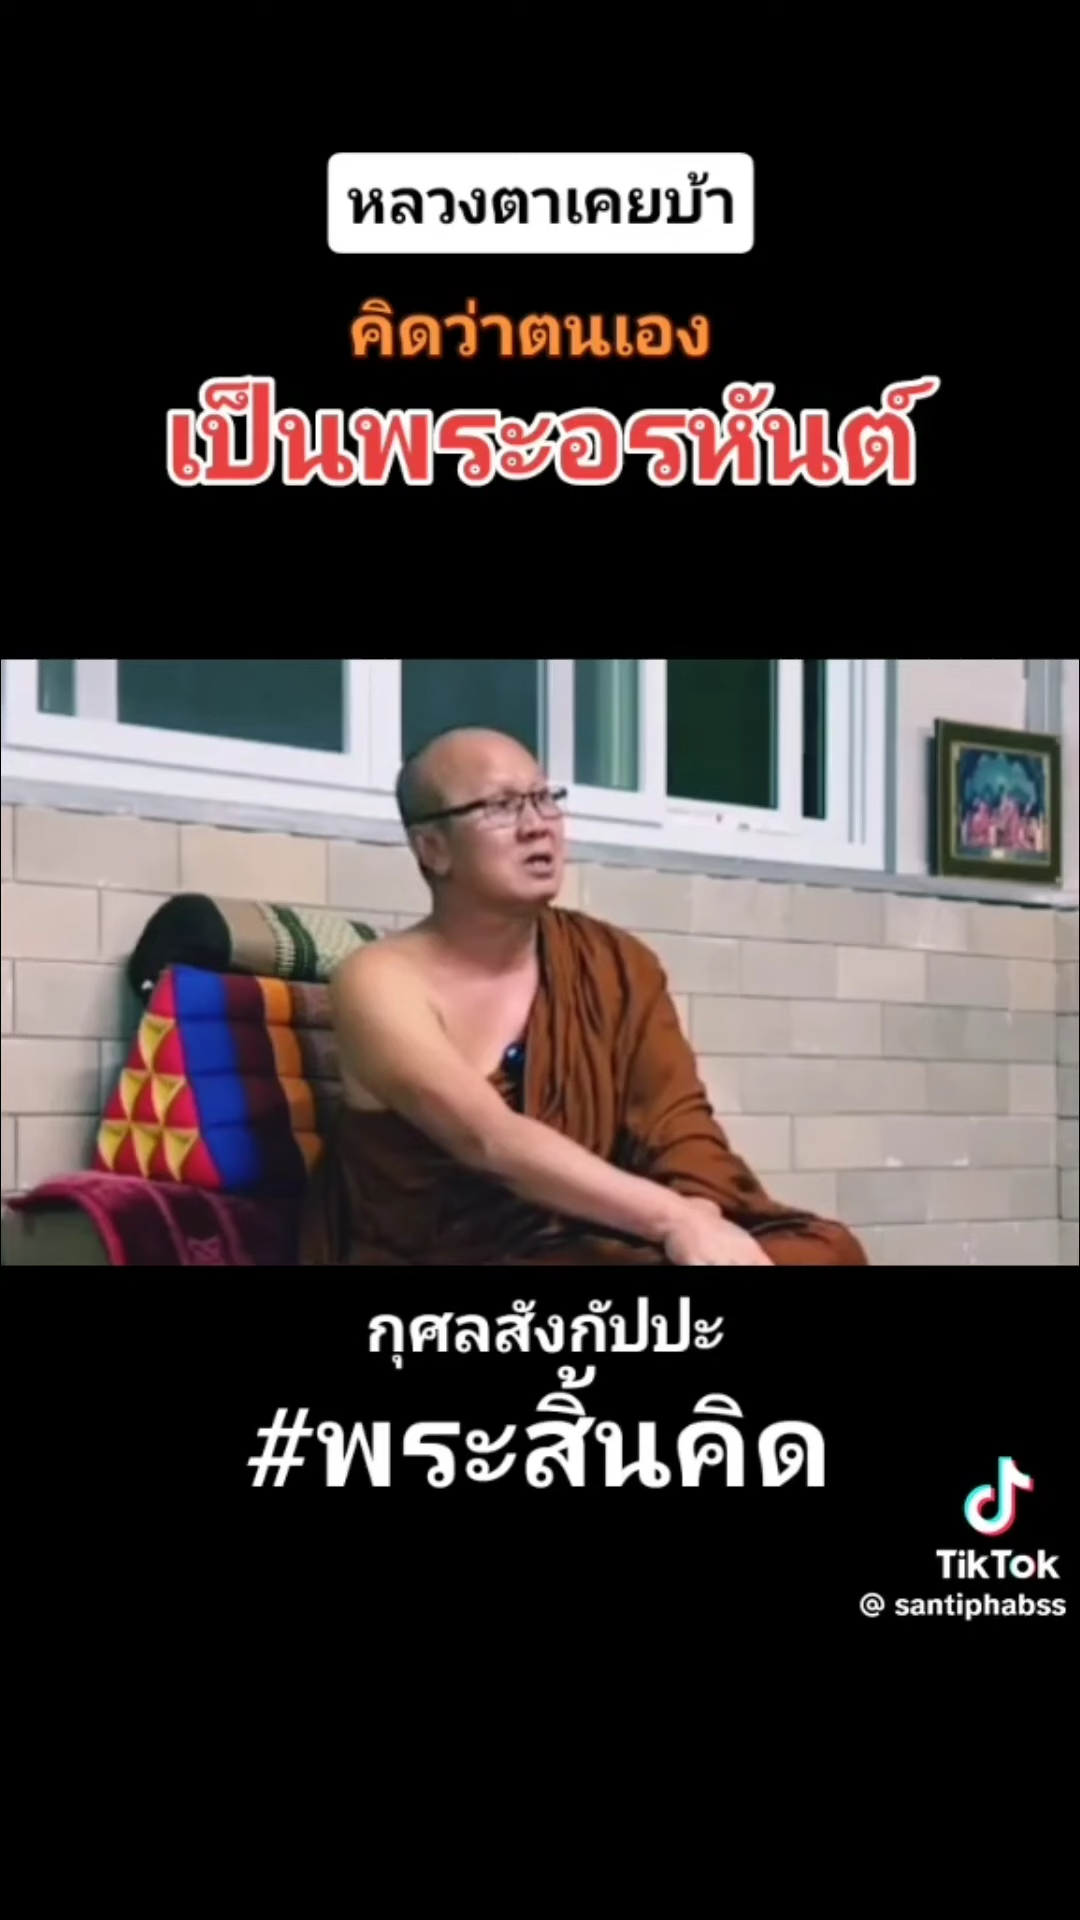 หลวงตาเคยบ้า
คิดว่าตนเอง
เป็นพระอรหันต์
กุศลสังกัปปะ
#พระสิ้นคิด
TikTok
@ santiphabss